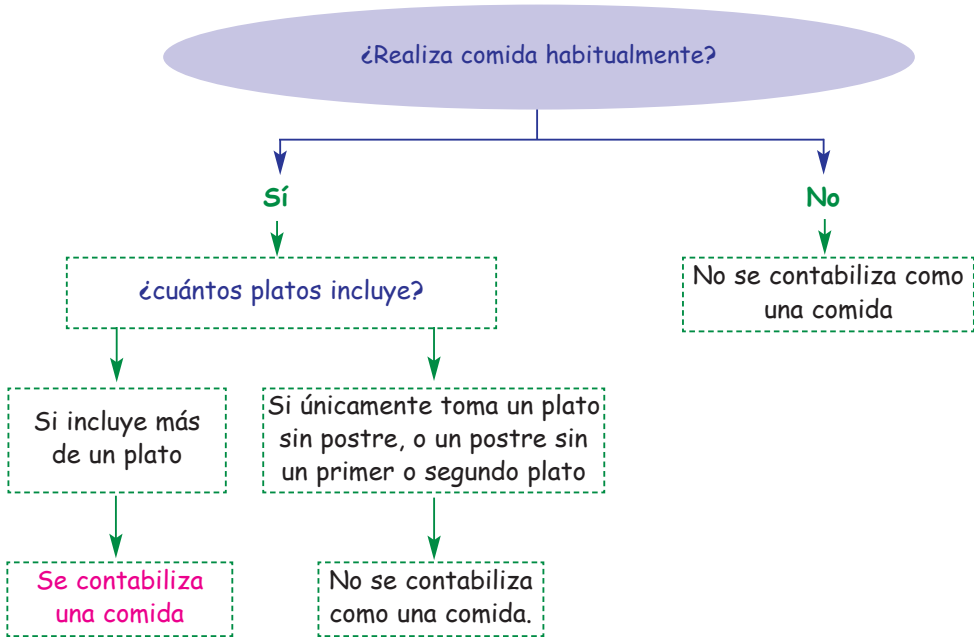 ¿Realiza comida habitualmente?
Sí
No
¿cuántos platos incluye?
No se contabiliza como
una comida
Si incluye más
de un plato
Si únicamente toma un plato
sin postre, o un postre sin
un primer o segundo plato
Se contabiliza
una comida
No se contabiliza
como una comida.